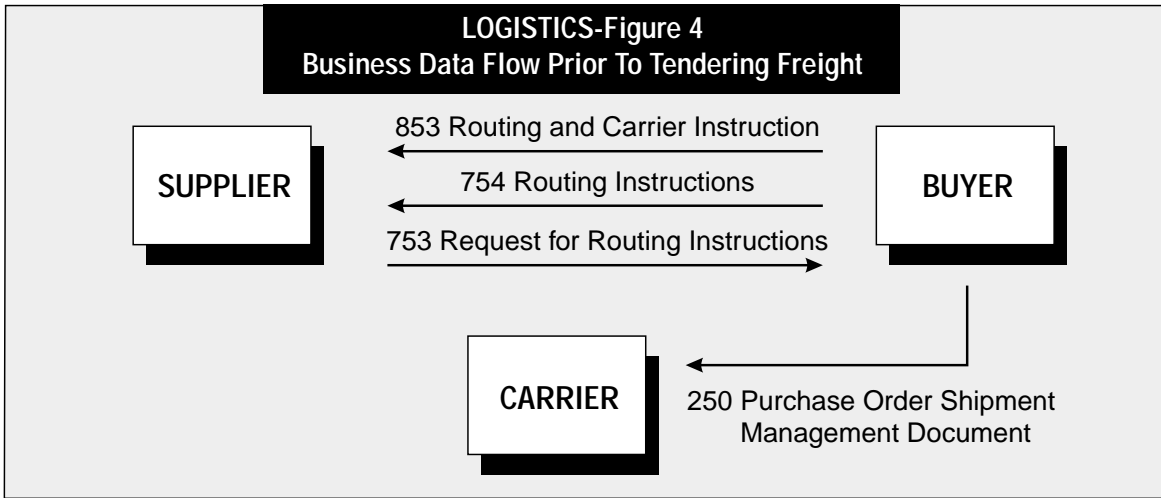 LOGISTICS-Figure 4
Business Data Flow Prior To Tendering Freight
853 Routing and Carrier Instruction
SUPPLIER
754 Routing Instructions
BUYER
753 Request for Routing Instructions
CARRIER
250 Purchase Order Shipment
Management Document